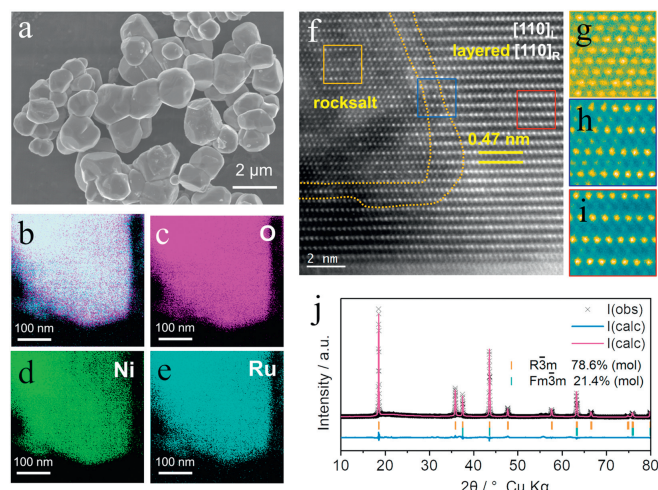 a
2 μm
b
100 nm
c
O
100 nm
d
Ni
100 nm
e
Ru
100 nm
f
[110]L
layered [110]R
rocksalt
0.47 nm
2 nm
g
h
i
j
I(obs)
I(calc)
I(calc)
R3̅m 78.6% (mol)
Fm3̅m 21.4% (mol)
Intensity / a.u.
10 20 30 40 50 60 70 80
2θ / °, Cu Kα